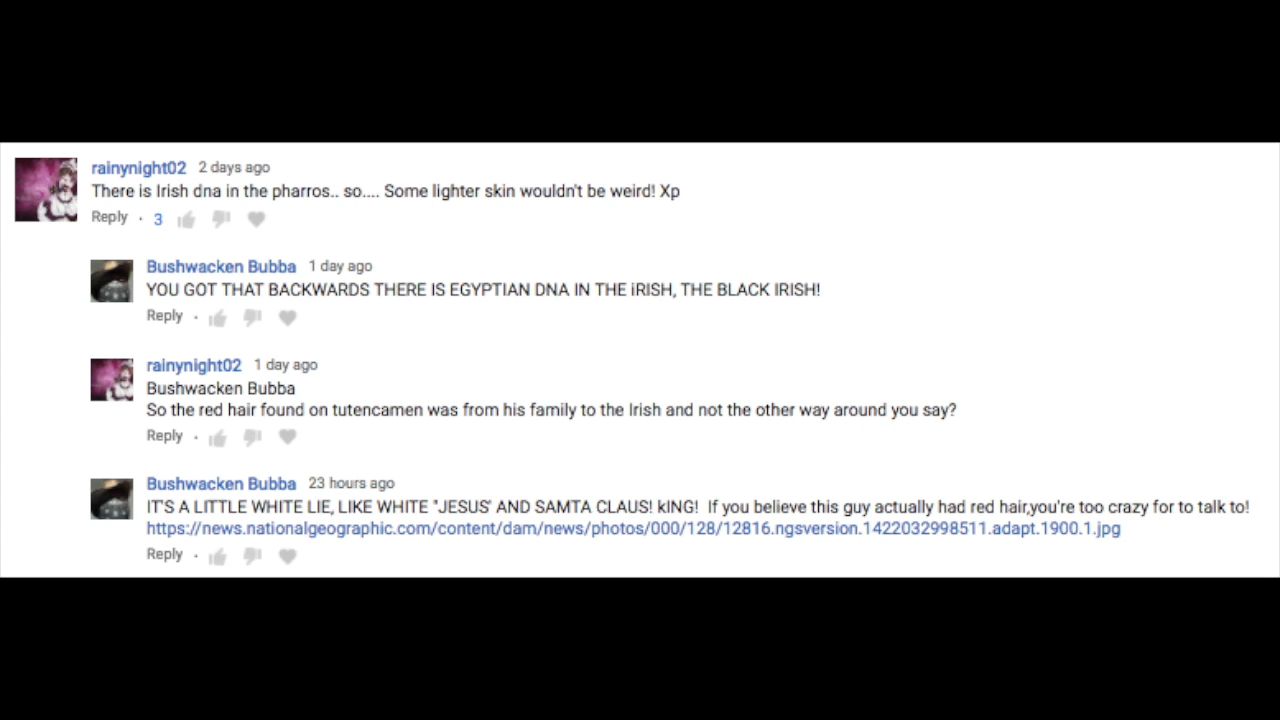 rainynight02 2 days ago
There is Irish dna in the pharros.. so.... Some lighter skin wouldn't be weird! Xp
Reply · 3
Bushwacken Bubba 1 day ago
YOU GOT THAT BACKWARDS THERE IS EGYPTIAN DNA IN THE iRISH, THE BLACK IRISH!
Reply ·
rainynight02 1 day ago
Bushwacken Bubba
So the red hair found on tutencamen was from his family to the Irish and not the other way around you say?
Reply ·
Bushwacken Bubba 23 hours ago
IT'S A LITTLE WHITE LIE, LIKE WHITE "JESUS' AND SAMTA CLAUS! kING!  If you believe this guy actually had red hair,you're too crazy for to talk to!
https://news.nationalgeographic.com/content/dam/news/photos/000/128/12816.ngsversion.1422032998511.adapt.1900.1.jpg
Reply ·